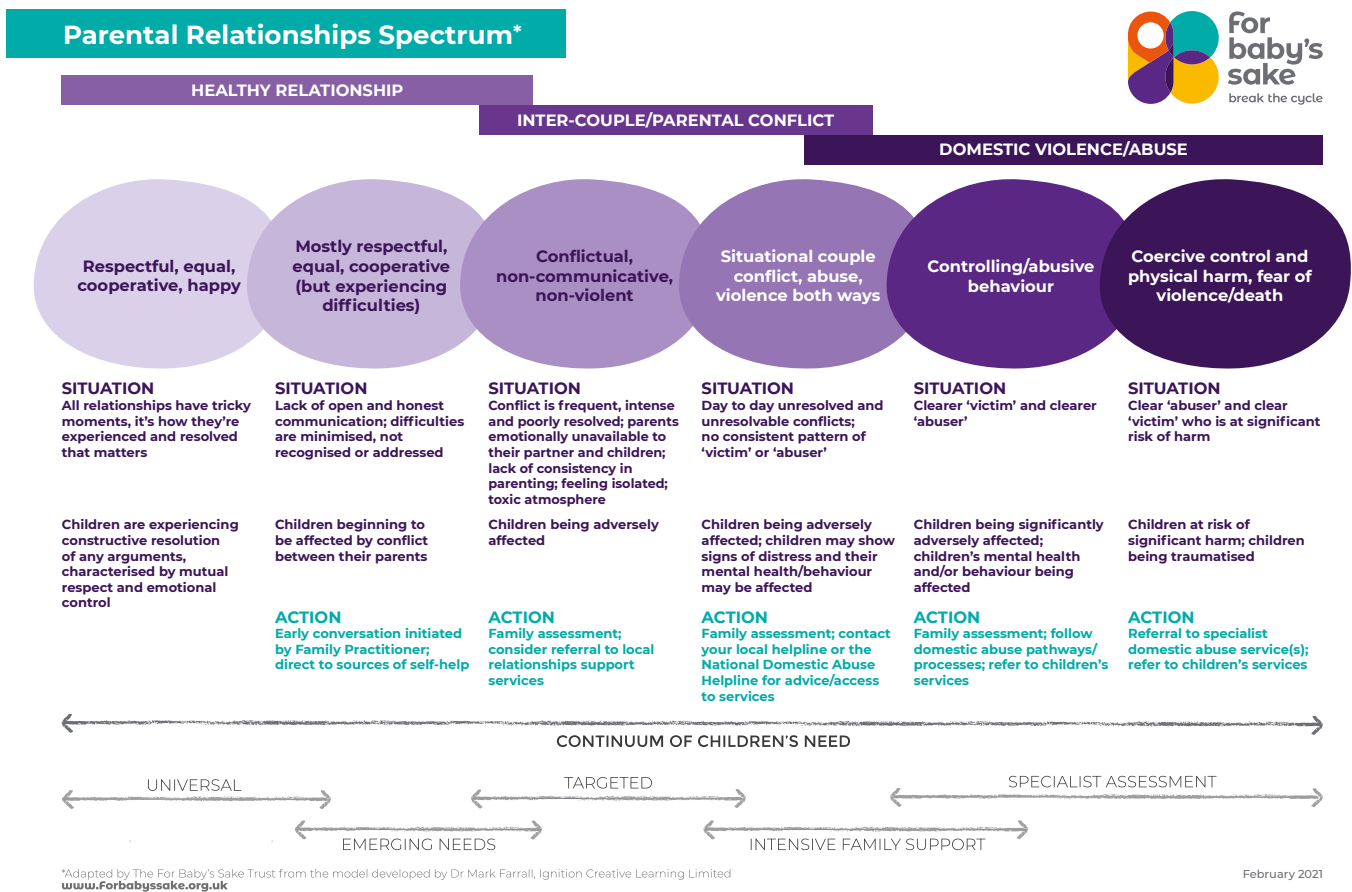 Parental Relationships Spectrum*
for
baby's
sake
break the cycle
HEALTHY RELATIONSHIP
INTER-COUPLE/PARENTAL CONFLICT
DOMESTIC VIOLENCE/ABUSE
Respectful, equal,
cooperative, happy
Mostly respectful,
equal, cooperative
(but experiencing
difficulties)
Conflictual,
non-communicative,
non-violent
Situational couple
conflict, abuse,
violence both ways
Controlling/abusive
behaviour
Coercive control and
physical harm, fear of
violence/death
SITUATION
All relationships have tricky
moments, it's how they're
experienced and resolved
that matters
Children are experiencing
constructive resolution
of any arguments,
characterised by mutual
respect and emotional
control
SITUATION
Lack of open and honest
communication; difficulties
are minimised, not
recognised or addressed
Children beginning to
be affected by conflict
between their parents
ACTION
Early conversation initiated
by Family Practitioner;
direct to sources of self-help
SITUATION
Conflict is frequent, intense
and poorly resolved; parents
emotionally unavailable to
their partner and children;
lack of consistency in
parenting; feeling isolated;
toxic atmosphere
Children being adversely
affected
ACTION
Family assessment;
consider referral to local
relationships support
services
SITUATION
Day to day unresolved and
unresolvable conflicts;
no consistent pattern of
'victim' or 'abuser'
Children being adversely
affected; children may show
signs of distress and their
mental health/behaviour
may be affected
ACTION
Family assessment; contact
your local helpline or the
National Domestic Abuse
Helpline for advice/access
to services
SITUATION
Clearer 'victim' and clearer
'abuser'
Children being significantly
adversely affected;
children's mental health
and/or behaviour being
affected
ACTION
Family assessment; follow
domestic abuse pathways/
processes; refer to children's
services
SITUATION
Clear 'abuser' and clear
'victim' who is at significant
risk of harm
Children at risk of
significant harm; children
being traumatised
ACTION
Referral to specialist
domestic abuse service(s);
refer to children's services
CONTINUUM OF CHILDREN'S NEED
UNIVERSAL
TARGETED
SPECIALIST ASSESSMENT
EMERGING NEEDS
INTENSIVE FAMILY SUPPORT
*Adapted by The For Baby's Sake Trust from the model developed by Dr Mark Farrall, Ignition Creative Learning Limited
www.Forbabyssake.org.uk
February 2021